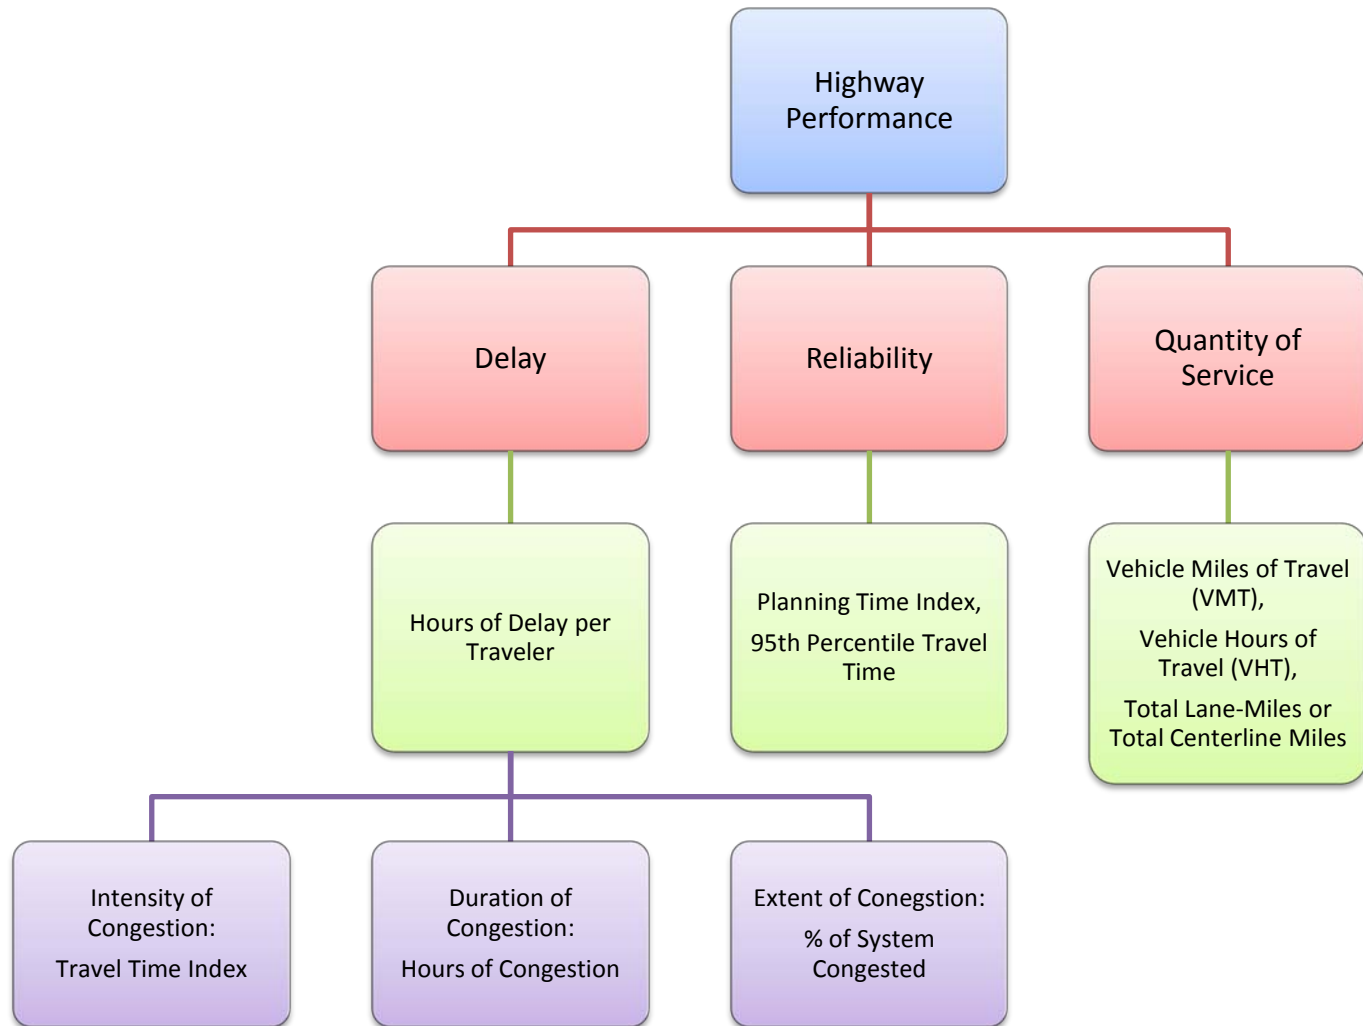 Highway
Performance
Delay
Reliability
Quantity of
Service
Hours of Delay per
Traveler
Planning Time Index,
95th Percentile Travel
Time
Vehicle Miles of Travel
(VMT),
Vehicle Hours of
Travel (VHT),
Total Lane-Miles or
Total Centerline Miles
Intensity of
Congestion:
Travel Time Index
Duration of
Congestion:
Hours of Congestion
Extent of Conegstion:
% of System
Congested